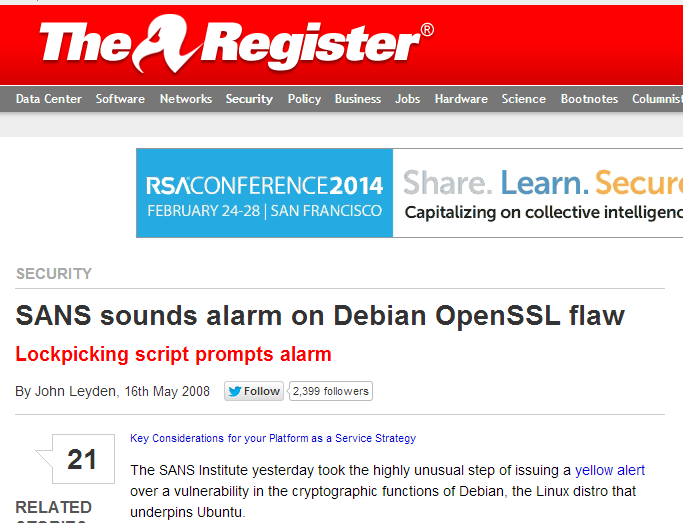 The Register®
Data Center Software Networks Security Policy Business Jobs Hardware Science Bootnotes Columnist
RSA®CONFERENCE2014
FEBRUARY 24-28 | SAN FRANCISCO
Share. Learn. Secure
Capitalizing on collective intelligenc
SECURITY
SANS sounds alarm on Debian OpenSSL flaw
Lockpicking script prompts alarm
By John Leyden, 16th May 2008 Follow 2,399 followers
21
Key Considerations for your Platform as a Service Strategy
The SANS Institute yesterday took the highly unusual step of issuing a yellow alert
over a vulnerability in the cryptographic functions of Debian, the Linux distro that
underpins Ubuntu.
RELATED
STORIES